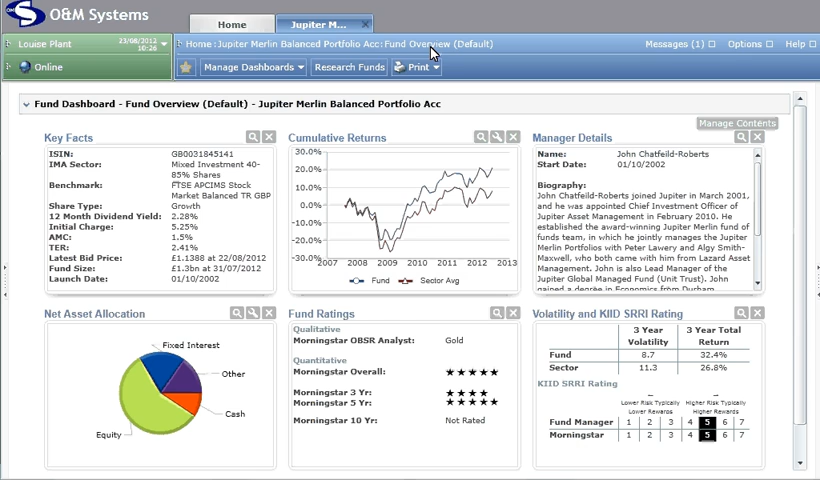 O&M Systems
Home
Jupiter M...
Louise Plant
23/08/2012
10:26
Home :Jupiter Merlin Balanced Portfolio Acc:Fund Overview (Default)
Messages (1)
Options
Help
Online
Manage Dashboards
Research Funds
Print
Fund Dashboard - Fund Overview (Default) - Jupiter Merlin Balanced Portfolio Acc
Manage Contents
Key Facts
ISIN: GB0031845141
IMA Sector: Mixed Investment 40-
85% Shares
Benchmark: FTSE APCIMS Stock
Market Balanced TR GBP
Share Type: Growth
12 Month Dividend Yield: 2.28%
Initial Charge: 5.25%
AMC: 1.5%
TER: 2.41%
Latest Bid Price: £1.1388 at 22/08/2012
Fund Size: £1.3bn at 31/07/2012
Launch Date: 01/10/2002
Cumulative Returns
30.0%
20.0%
10.0%
0.0%
-10.0%
-20.0%
-30.0%
2007 2008 2009 2010 2011 2012 2013
Fund Sector Avg
Manager Details
Name: John Chatfeild-Roberts
Start Date: 01/10/2002
Biography:
John Chatfeild-Roberts joined Jupiter in March 2001,
and he was appointed Chief Investment Officer of
Jupiter Asset Management in February 2010. He
established the award-winning Jupiter Merlin fund of
funds team, in which he jointly manages the Jupiter
Merlin Portfolios with Peter Lawery and Algy Smith-
Maxwell, who both came with him from Lazard Asset
Management. John is also Lead Manager of the
Jupiter Global Managed Fund (Unit Trust). John
gained a degree in Economics from Durham
Net Asset Allocation
Fixed Interest
Other
Cash
Equity
Fund Ratings
Qualitative
Morningstar OBSR Analyst: Gold
Quantitative
Morningstar Overall: ★★★★★
Morningstar 3 Yr: ★★★★
Morningstar 5 Yr: ★★★★★
Morningstar 10 Yr: Not Rated
Volatility and KIID SRRI Rating
3 Year Volatility 3 Year Total Return
Fund 8.7 32.4%
Sector 11.3 26.8%
KIID SRRI Rating
← →
Lower Risk Typically Lower Rewards Higher Risk Typically Higher Rewards
Fund Manager 1 2 3 4 5 6 7
Morningstar 1 2 3 4 5 6 7